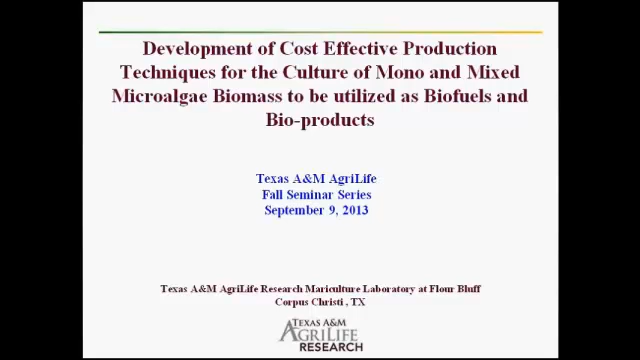 Development of Cost Effective Production
Techniques for the Culture of Mono and Mixed
Microalgae Biomass to be utilized as Biofuels and
Bio-products
Texas A&M AgriLife
Fall Seminar Series
September 9, 2013
Texas A&M AgriLife Research Mariculture Laboratory at Flour Bluff
Corpus Christi , TX
TEXAS A&M
AGRILIFE
RESEARCH